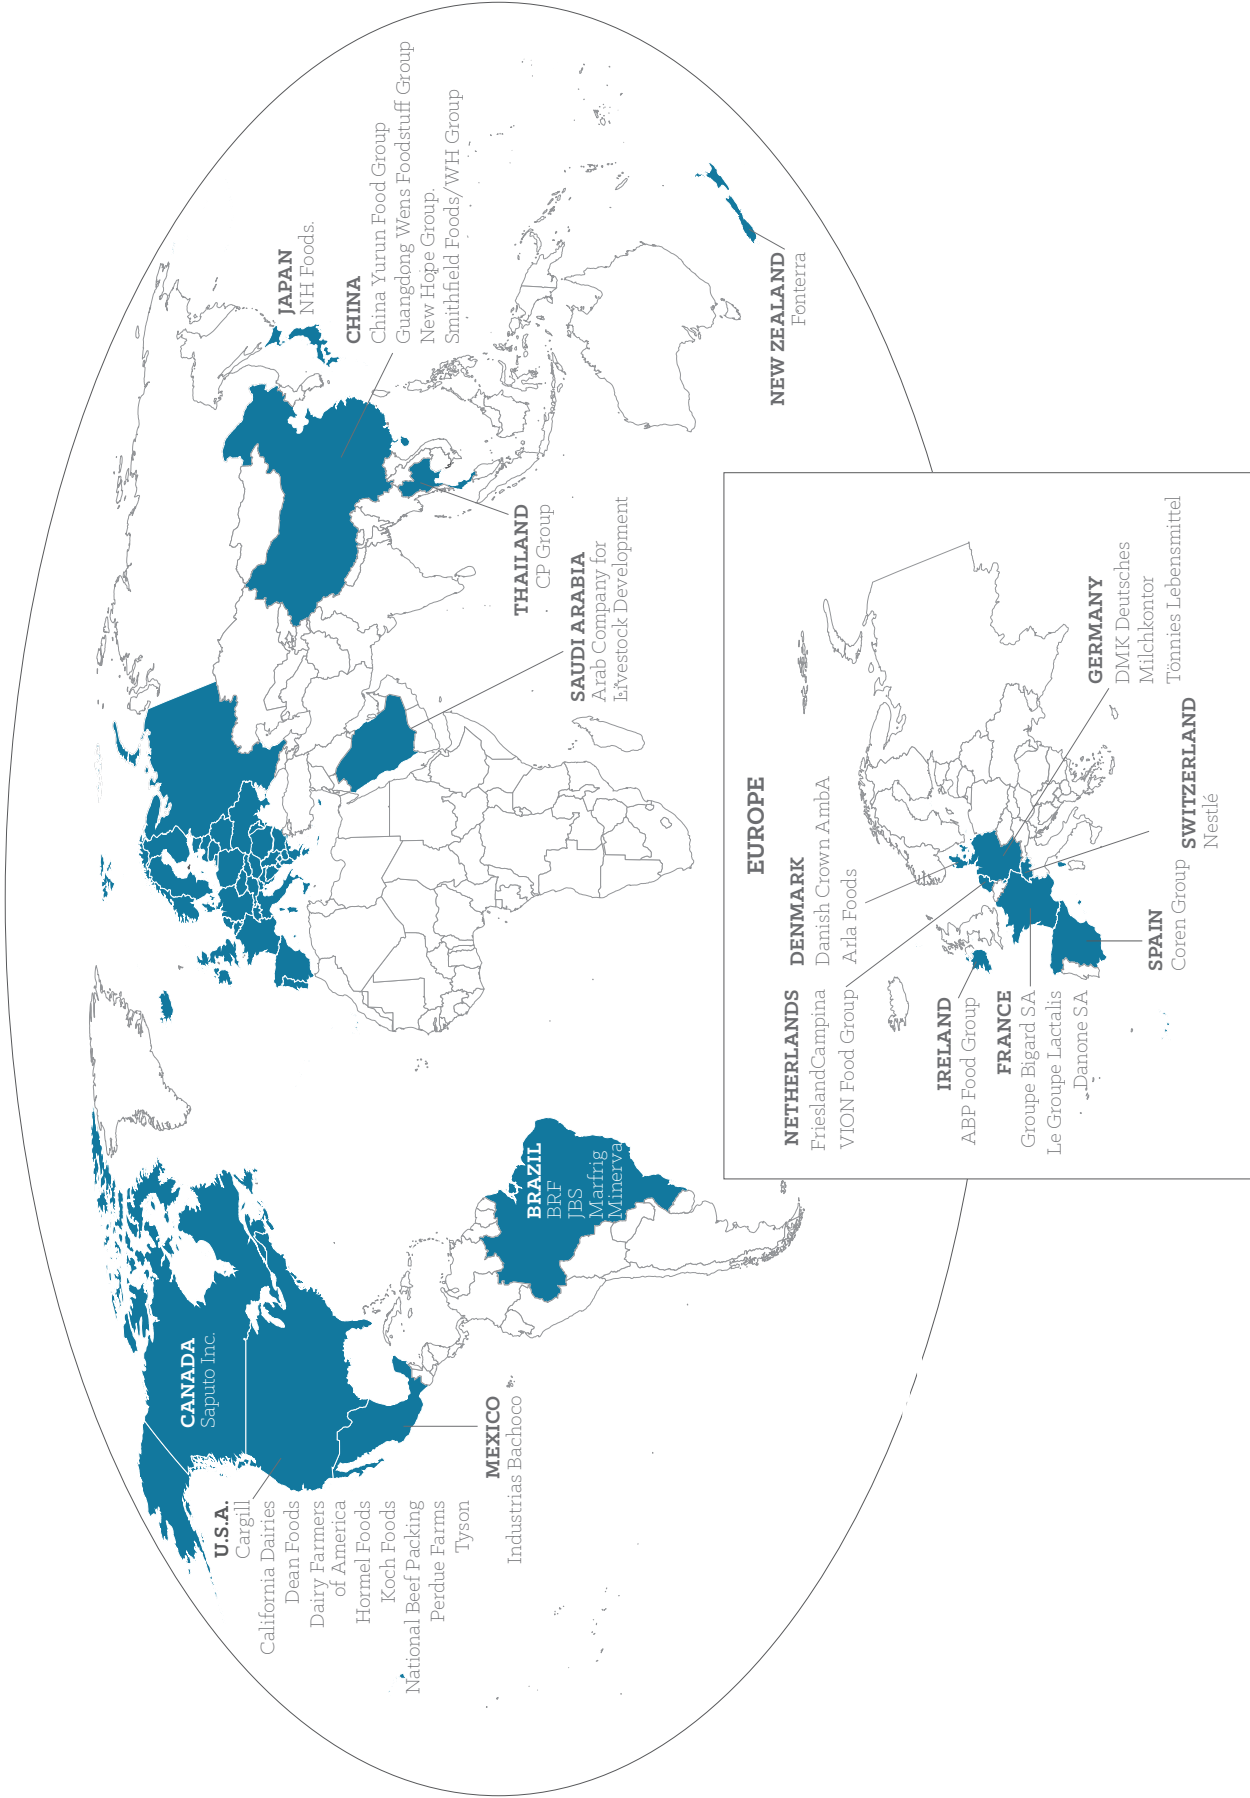 CANADA
Saputo Inc.
U.S.A.
Cargill
California Dairies
Dean Foods
Dairy Farmers
of America
Hormel Foods
Koch Foods
National Beef Packing
Perdue Farms
Tyson
MEXICO
Industrias Bachoco
BRAZIL
BRF
JBS
Marfrig
Minerva
JAPAN
NH Foods
CHINA
China Yurun Food Group
Guangdong Wens Foodstuff Group
New Hope Group
Smithfield Foods/WH Group
THAILAND
CP Group
SAUDI ARABIA
Arab Company for
Livestock Development
NEW ZEALAND
Fonterra
EUROPE
NETHERLANDS
FrieslandCampina
VION Food Group
DENMARK
Danish Crown AmbA
Arla Foods
IRELAND
ABP Food Group
FRANCE
Groupe Bigard SA
Le Groupe Lactalis
Danone SA
SPAIN
Coren Group
SWITZERLAND
Nestlé
GERMANY
DMK Deutsches
Milchkontor
Tönnies Lebensmittel